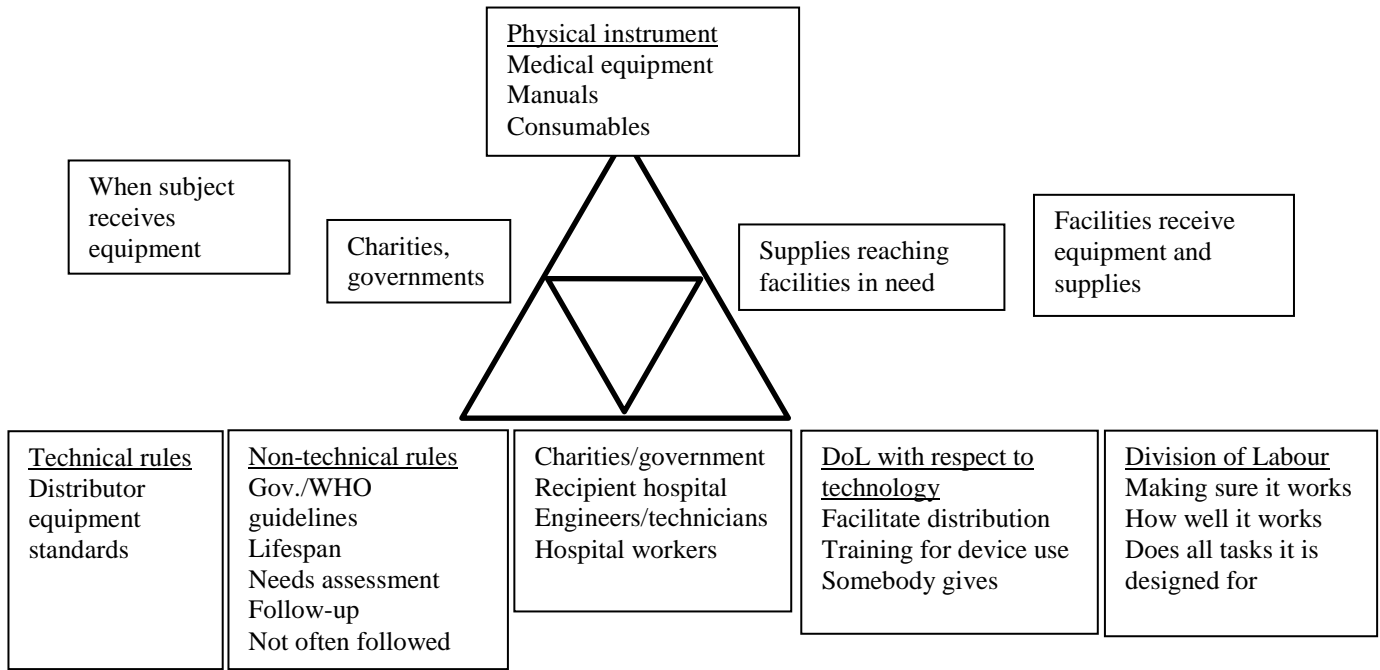 Physical instrument
Medical equipment
Manuals
Consumables
When subject
receives
equipment
Charities,
governments
Supplies reaching
facilities in need
Facilities receive
equipment and
supplies
Technical rules
Distributor
equipment
standards
Non-technical rules
Gov./WHO
guidelines
Lifespan
Needs assessment
Follow-up
Not often followed
Charities/government
Recipient hospital
Engineers/technicians
Hospital workers
DoL with respect to
technology
Facilitate distribution
Training for device use
Somebody gives
Division of Labour
Making sure it works
How well it works
Does all tasks it is
designed for